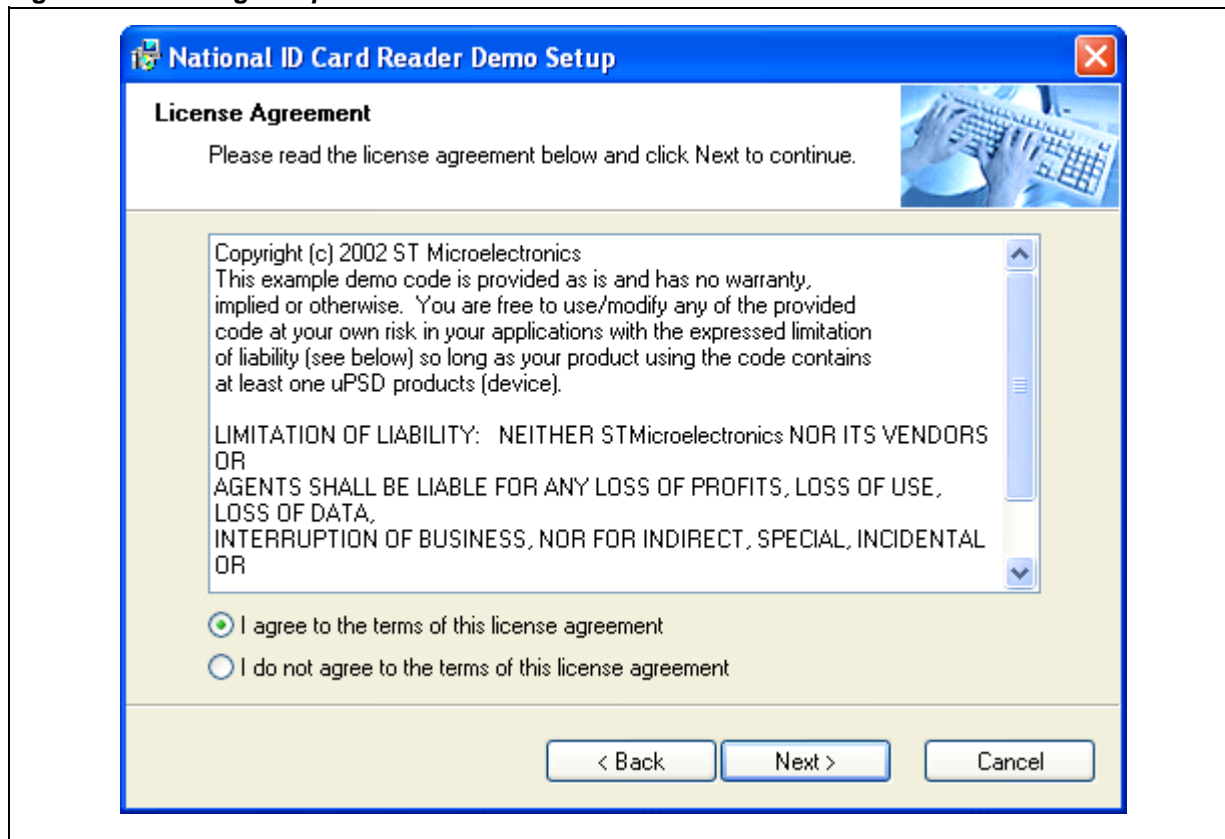 National ID Card Reader Demo Setup
License Agreement
Please read the license agreement below and click Next to continue.
Copyright (c) 2002 ST Microelectronics
This example demo code is provided as is and has no warranty,
implied or otherwise.  You are free to use/modify any of the provided
code at your own risk in your applications with the expressed limitation
of liability (see below) so long as your product using the code contains
at least one uPSD products (device).
LIMITATION OF LIABILITY:   NEITHER STMicroelectronics NOR ITS VENDORS
OR
AGENTS SHALL BE LIABLE FOR ANY LOSS OF PROFITS, LOSS OF USE,
LOSS OF DATA,
INTERRUPTION OF BUSINESS, NOR FOR INDIRECT, SPECIAL, INCIDENTAL
OR
I agree to the terms of this license agreement
I do not agree to the terms of this license agreement
< Back
Next >
Cancel